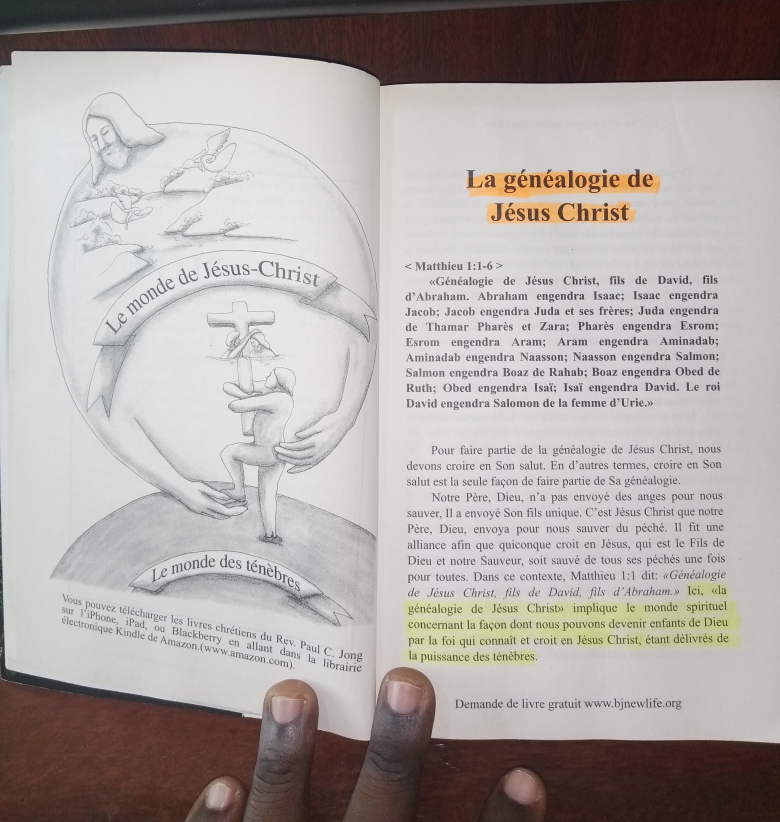 Le monde de Jésus-Christ
Le monde des ténèbres
Vous pouvez télécharger les livres chrétiens du Rev. Paul C. Jong
sur l'iPhone, iPad, ou Blackberry en allant dans la librairie
électronique Kindle de Amazon.(www.amazon.com).
La généalogie de
Jésus Christ
< Matthieu 1:1-6 >
«Généalogie de Jésus Christ, fils de David, fils
d'Abraham. Abraham engendra Isaac; Isaac engendra
Jacob; Jacob engendra Juda et ses frères; Juda engendra
de Thamar Pharès et Zara; Pharès engendra Esrom;
Esrom engendra Aram; Aram engendra Aminadab;
Aminadab engendra Naasson; Naasson engendra Salmon;
Salmon engendra Boaz de Rahab; Boaz engendra Obed de
Ruth; Obed engendra Isaï; Isaï engendra David. Le roi
David engendra Salomon de la femme d'Urie.»
Pour faire partie de la généalogie de Jésus Christ, nous
devons croire en Son salut. En d'autres termes, croire en Son
salut est la seule façon de faire partie de Sa généalogie.
Notre Père, Dieu, n'a pas envoyé des anges pour nous
sauver, Il a envoyé Son fils unique. C'est Jésus Christ que notre
Père, Dieu, envoya pour nous sauver du péché. Il fit une
alliance afin que quiconque croit en Jésus, qui est le Fils de
Dieu et notre Sauveur, soit sauvé de tous ses péchés une fois
pour toutes. Dans ce contexte, Matthieu 1:1 dit: «Généalogie
de Jésus Christ, fils de David, fils d'Abraham.» Ici, «la
généalogie de Jésus Christ» implique le monde spirituel
concernant la façon dont nous pouvons devenir enfants de Dieu
par la foi qui connaît et croit en Jésus Christ, étant délivrés de
la puissance des ténèbres.
Demande de livre gratuit www.bjnewlife.org